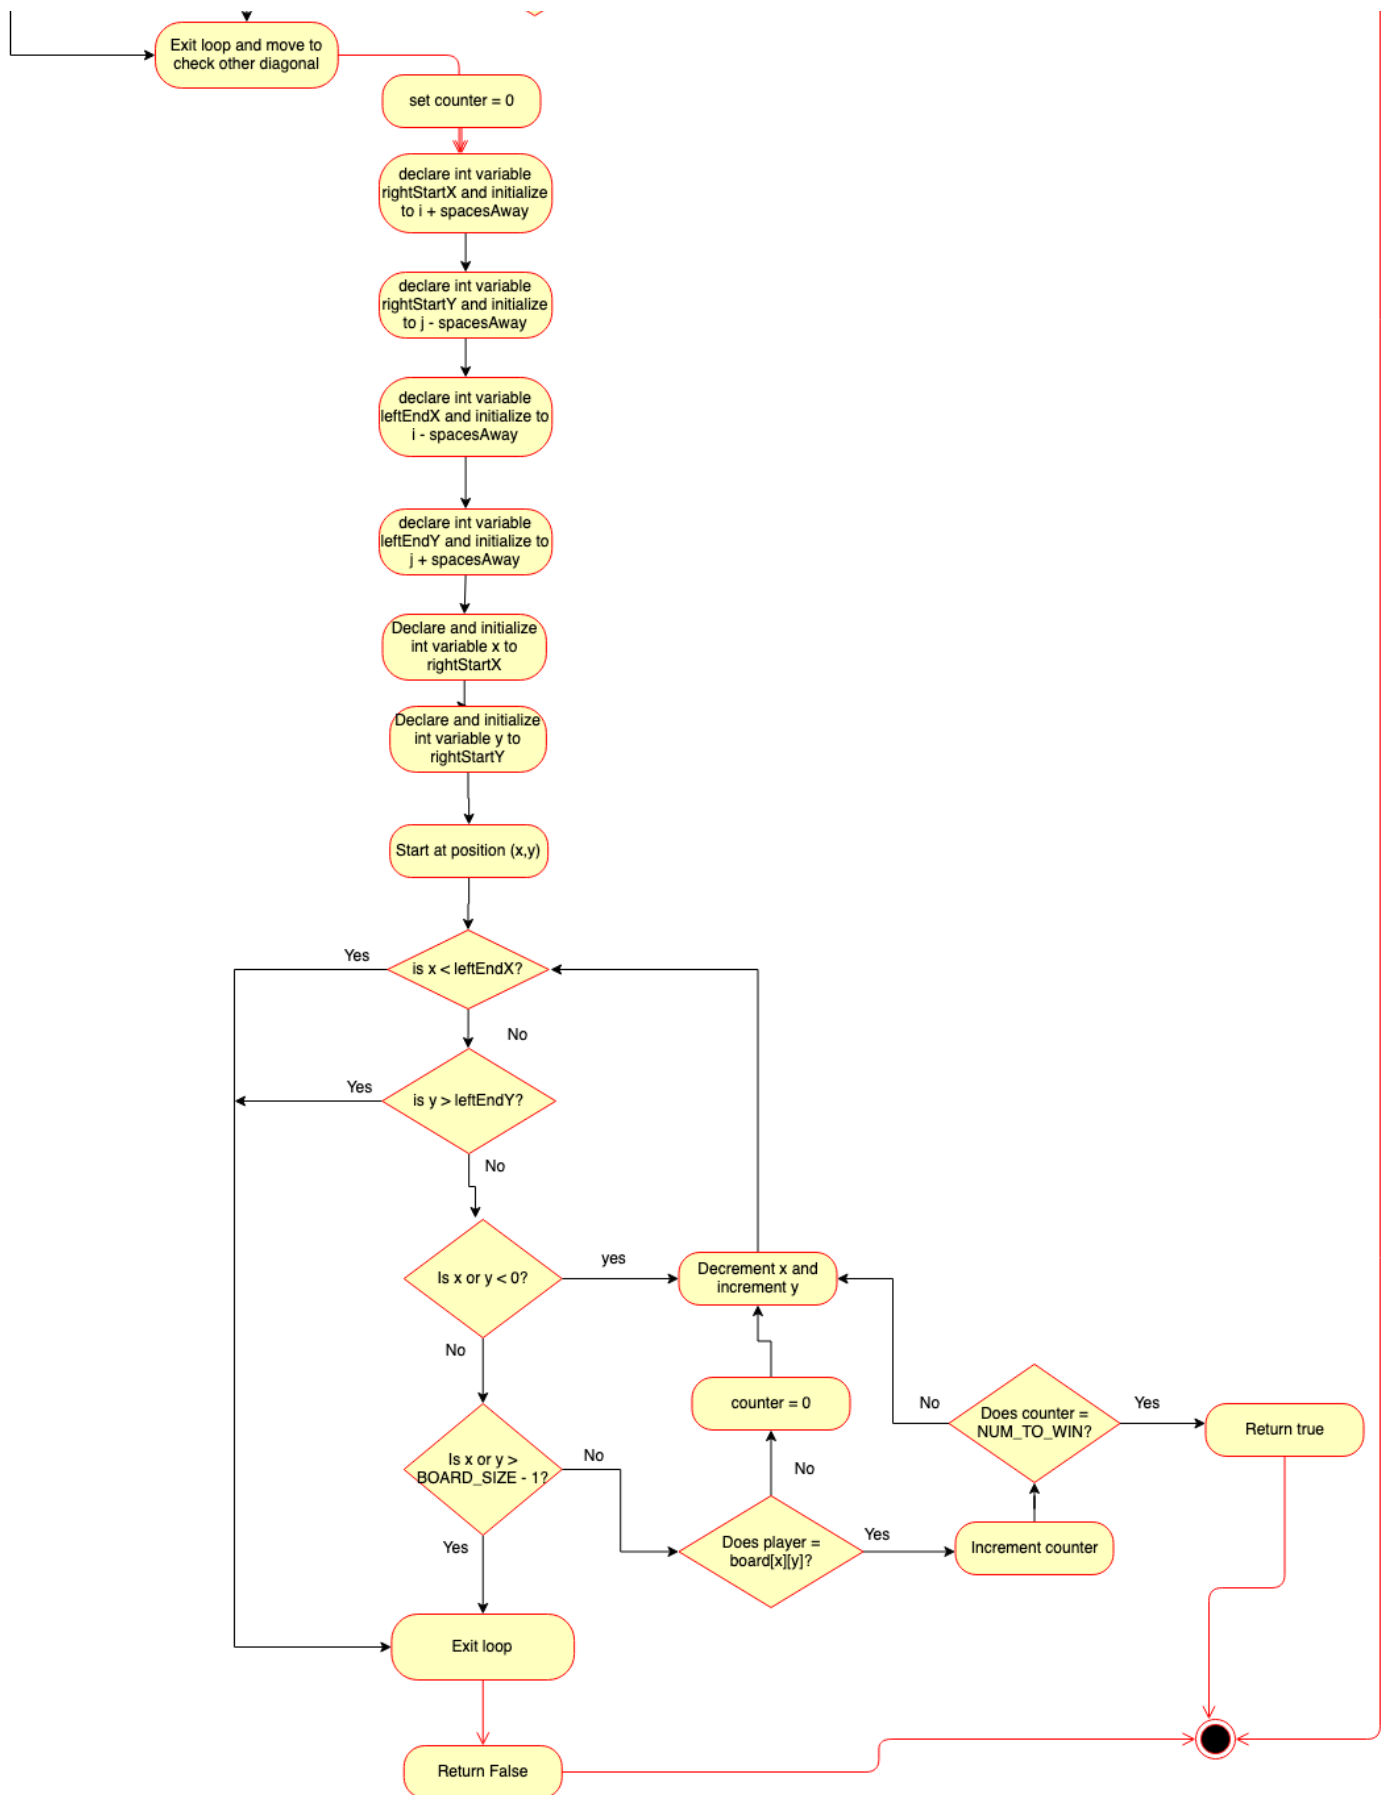 Exit loop and move to
check other diagonal
set counter = 0
declare int variable
rightStartX and initialize
to i + spacesAway
declare int variable
rightStartY and initialize
to j - spacesAway
declare int variable
leftEndX and initialize to
i - spacesAway
declare int variable
leftEndY and initialize to
j + spacesAway
Declare and initialize
int variable x to
rightStartX
Declare and initialize
int variable y to
rightStartY
Start at position (x,y)
Yes
is x < leftEndX?
No
Yes
is y > leftEndY?
No
Is x or y < 0?
yes
Decrement x and
increment y
No
counter = 0
No
Does counter =
NUM_TO_WIN?
Yes
Return true
Is x or y >
BOARD_SIZE - 1?
No
No
Does player =
board[x][y]?
Yes
Increment counter
Yes
Exit loop
Return False